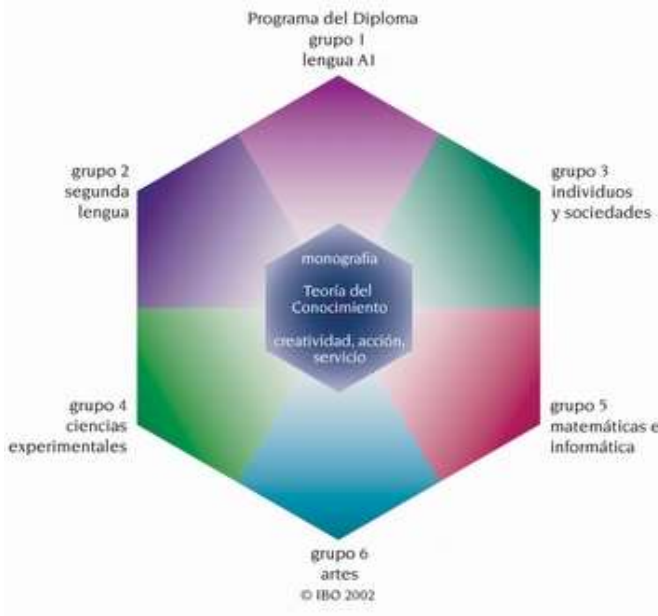 Programa del Diploma
grupo 1
lengua A1
grupo 2
segunda
lengua
grupo 3
individuos
y sociedades
monografía
Teoría del
Conocimiento
creatividad, acción,
servicio
grupo 4
ciencias
experimentales
grupo 5
matemáticas e
informática
grupo 6
artes
© IBO 2002